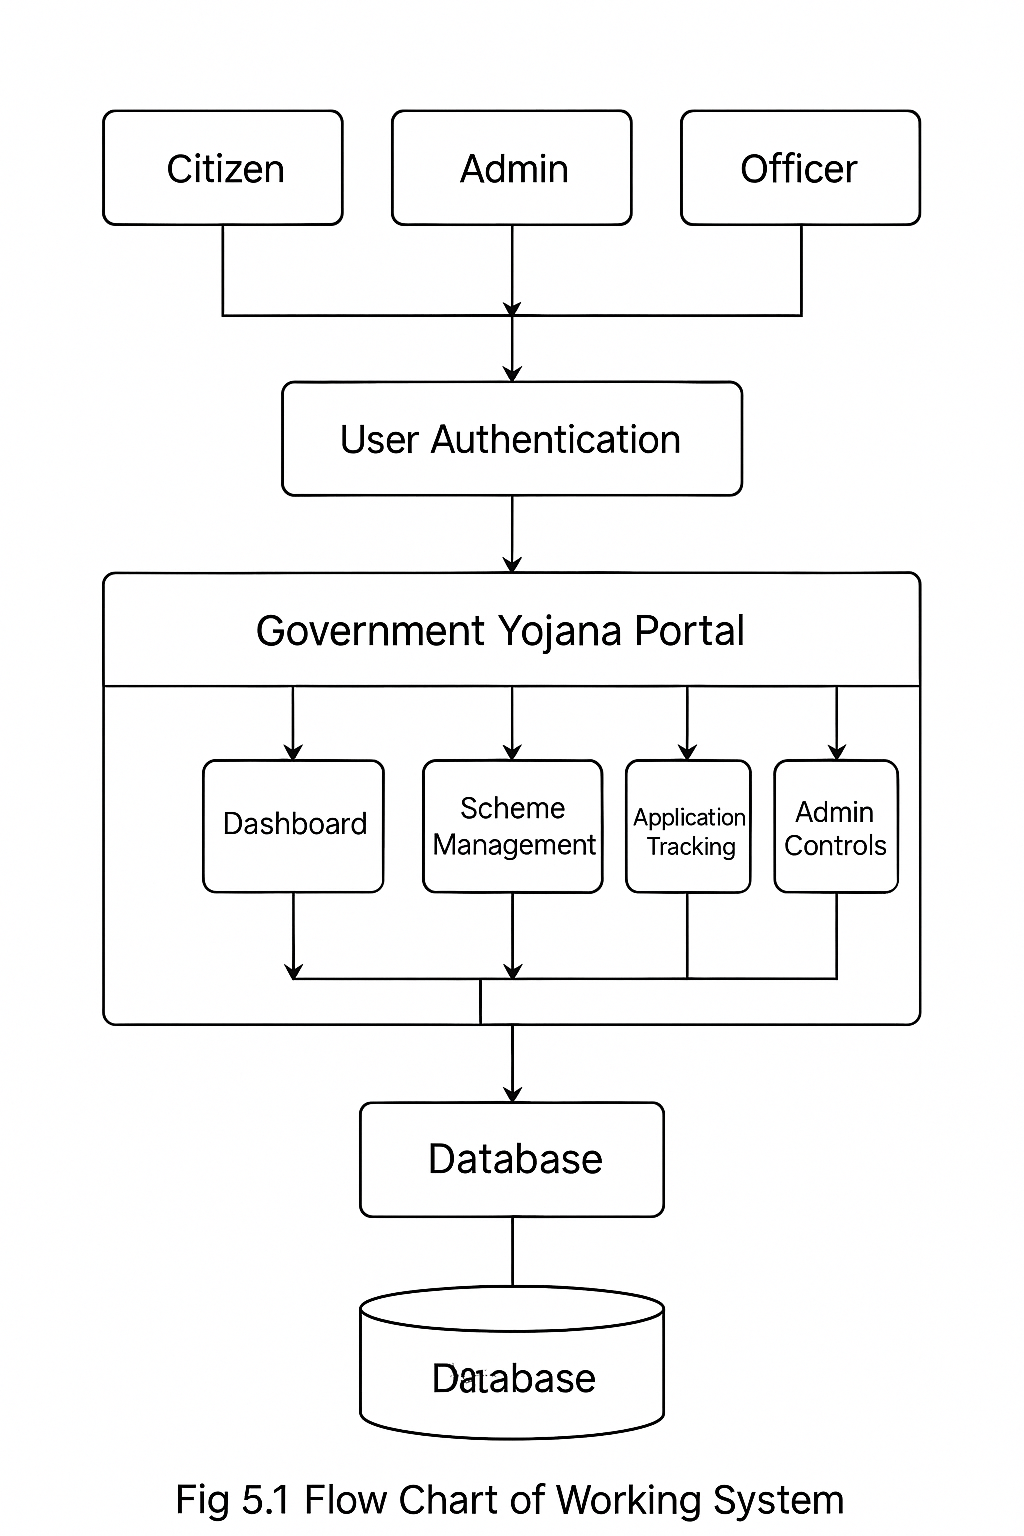 Citizen
Admin
Officer
User Authentication
Government Yojana Portal
Dashboard
Scheme
Management
Application
Tracking
Admin
Controls
Database
Database
Fig 5.1 Flow Chart of Working System